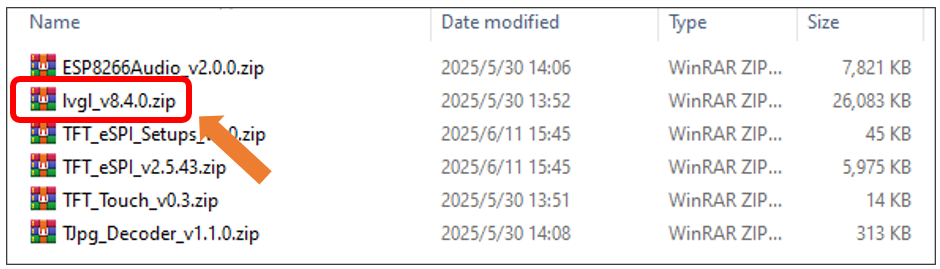 Name Date modified Type Size
ESP8266Audio_v2.0.0.zip 2025/5/30 14:06 WinRAR ZIP... 7,821 KB
lvgl_v8.4.0.zip 2025/5/30 13:52 WinRAR ZIP... 26,083 KB
TFT_eSPI_Setups_ .0.zip 2025/6/11 15:45 WinRAR ZIP... 45 KB
TFT_eSPI_v2.5.43.zip 2025/6/11 15:45 WinRAR ZIP... 5,975 KB
TFT_Touch_v0.3.zip 2025/5/30 13:51 WinRAR ZIP... 14 KB
TJpg_Decoder_v1.1.0.zip 2025/5/30 14:08 WinRAR ZIP... 313 KB